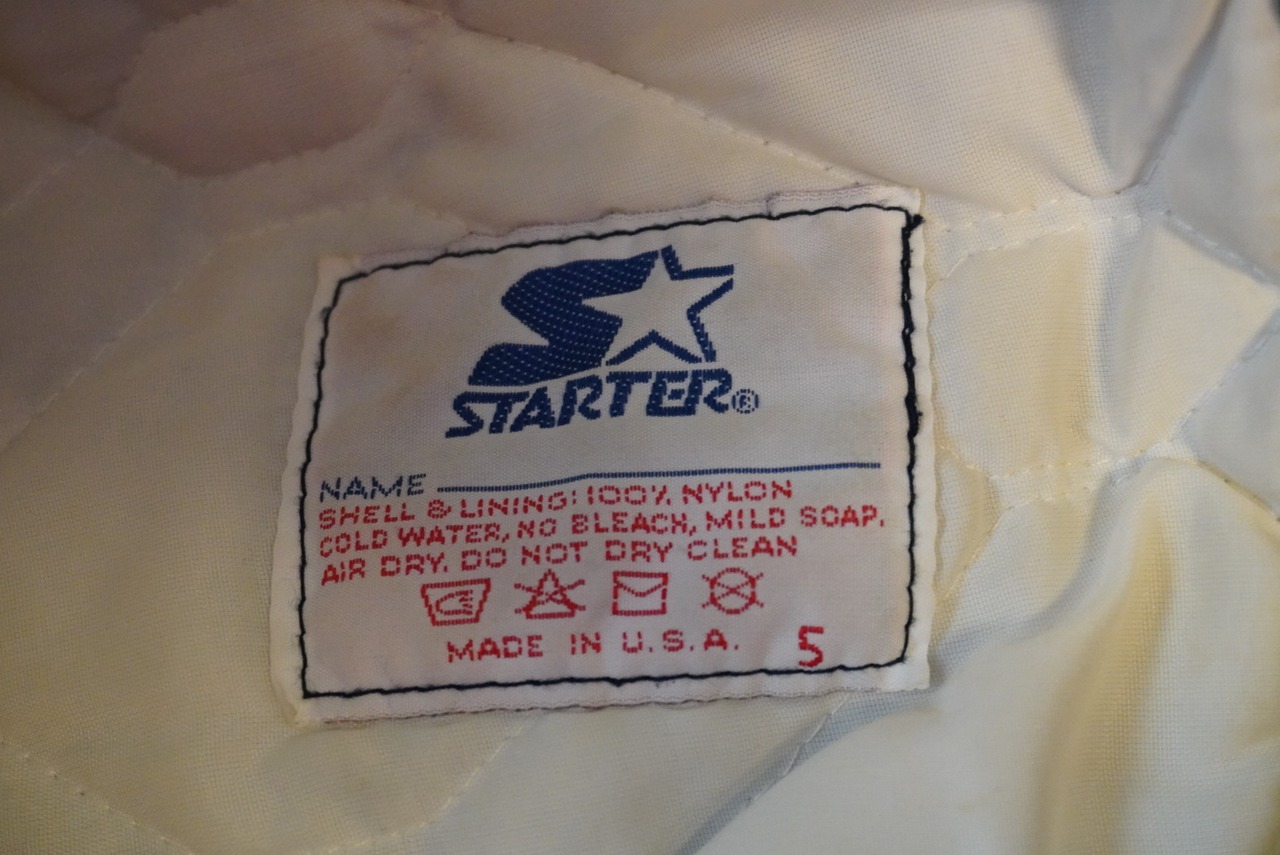 STARTER®
NAME
SHELL & LINING: 100% NYLON
COLD WATER, NO BLEACH, MILD SOAP.
AIR DRY. DO NOT DRY CLEAN
MADE IN U.S.A. 5